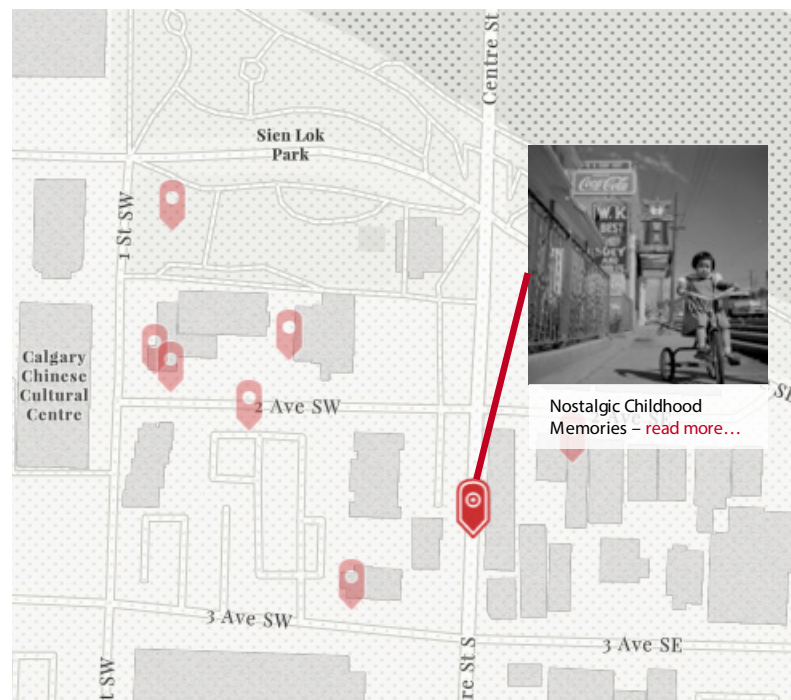 Centre St
Sien Lok
Park
1 St SW
Coca-Cola
W.K
BEST
Calgary
Chinese
Cultural
Centre
2 Ave SW
Nostalgic Childhood
Memories – read more…
3 Ave SW
3 Ave SE
re St S
t SW